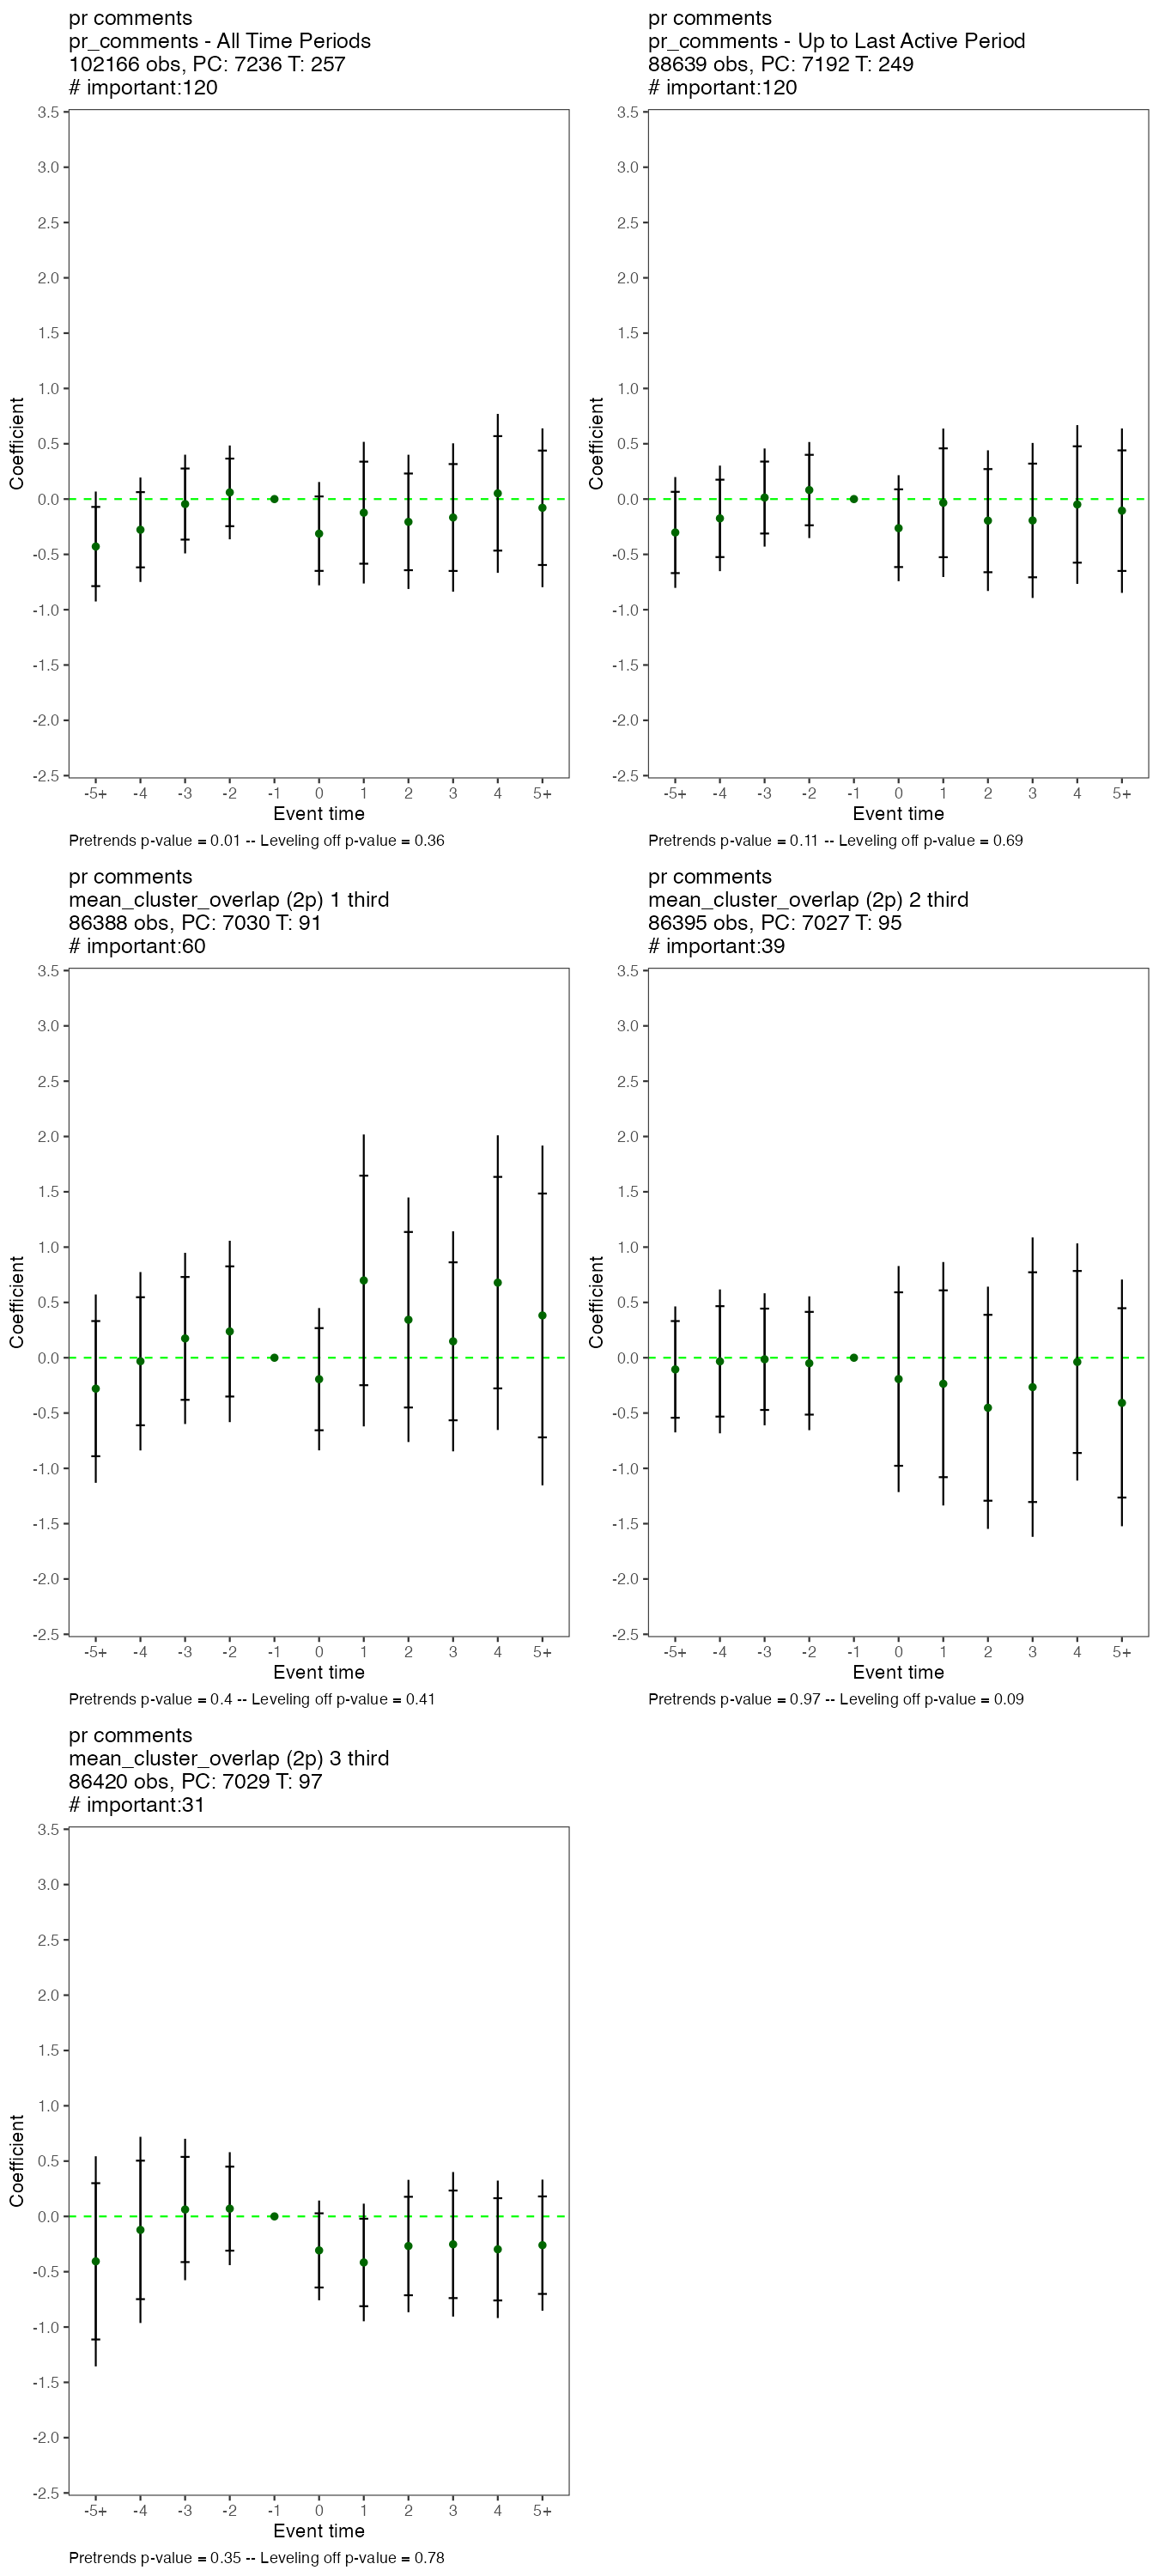 pr comments
pr_comments - All Time Periods
102166 obs, PC: 7236 T: 257
# important:120
3.5
3.0
2.5
2.0
1.5
1.0
0.5
0.0
-0.5
-1.0
-1.5
-2.0
-2.5
Coefficient
-5+ -4 -3 -2 -1 0 1 2 3 4 5+
Event time
Pretrends p-value = 0.01 -- Leveling off p-value = 0.36
pr comments
pr_comments - Up to Last Active Period
88639 obs, PC: 7192 T: 249
# important:120
3.5
3.0
2.5
2.0
1.5
1.0
0.5
0.0
-0.5
-1.0
-1.5
-2.0
-2.5
Coefficient
-5+ -4 -3 -2 -1 0 1 2 3 4 5+
Event time
Pretrends p-value = 0.11 -- Leveling off p-value = 0.69
pr comments
mean_cluster_overlap (2p) 1 third
86388 obs, PC: 7030 T: 91
# important:60
3.5
3.0
2.5
2.0
1.5
1.0
0.5
0.0
-0.5
-1.0
-1.5
-2.0
-2.5
Coefficient
-5+ -4 -3 -2 -1 0 1 2 3 4 5+
Event time
Pretrends p-value = 0.4 -- Leveling off p-value = 0.41
pr comments
mean_cluster_overlap (2p) 2 third
86395 obs, PC: 7027 T: 95
# important:39
3.5
3.0
2.5
2.0
1.5
1.0
0.5
0.0
-0.5
-1.0
-1.5
-2.0
-2.5
Coefficient
-5+ -4 -3 -2 -1 0 1 2 3 4 5+
Event time
Pretrends p-value = 0.97 -- Leveling off p-value = 0.09
pr comments
mean_cluster_overlap (2p) 3 third
86420 obs, PC: 7029 T: 97
# important:31
3.5
3.0
2.5
2.0
1.5
1.0
0.5
0.0
-0.5
-1.0
-1.5
-2.0
-2.5
Coefficient
-5+ -4 -3 -2 -1 0 1 2 3 4 5+
Event time
Pretrends p-value = 0.35 -- Leveling off p-value = 0.78